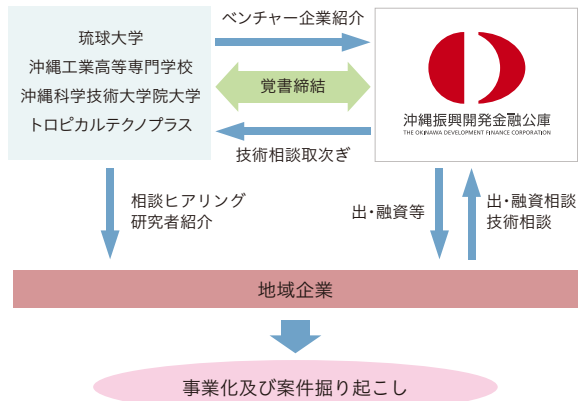 ベンチャー企業紹介
琉球大学
沖縄工業高等専門学校
沖縄科学技術大学院大学
トロピカルテクノプラス
覚書締結
沖縄振興開発金融公庫
THE OKINAWA DEVELOPMENT FINANCE CORPORATION
技術相談取次ぎ
相談ヒアリング
研究者紹介
出・融資等
出・融資相談
技術相談
地域企業
事業化及び案件掘り起こし